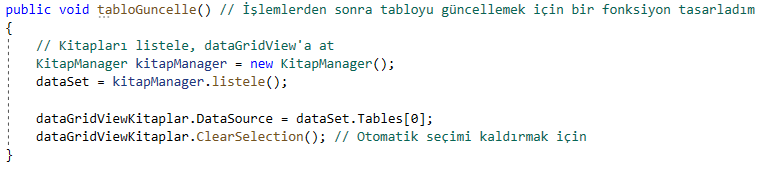 public void tabloGuncelle() // İşlemlerden sonra tabloyu güncellemek için bir fonksiyon tasarladım
{
// Kitapları listele, dataGridView'a at
KitapManager kitapManager = new KitapManager();
dataSet = kitapManager.listele();
dataGridViewKitaplar.DataSource = dataSet.Tables[0];
dataGridViewKitaplar.ClearSelection(); // Otomatik seçimi kaldırmak için
}